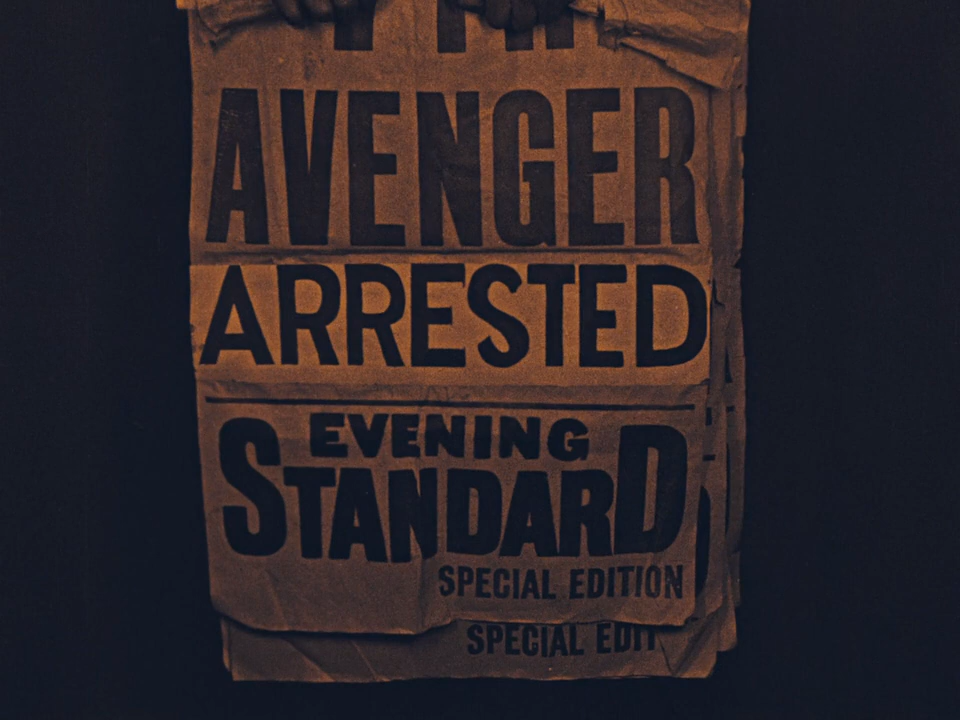 AVENGER
ARRESTED
EVENING
STANDARD
SPECIAL EDITION
SPECIAL EDIT